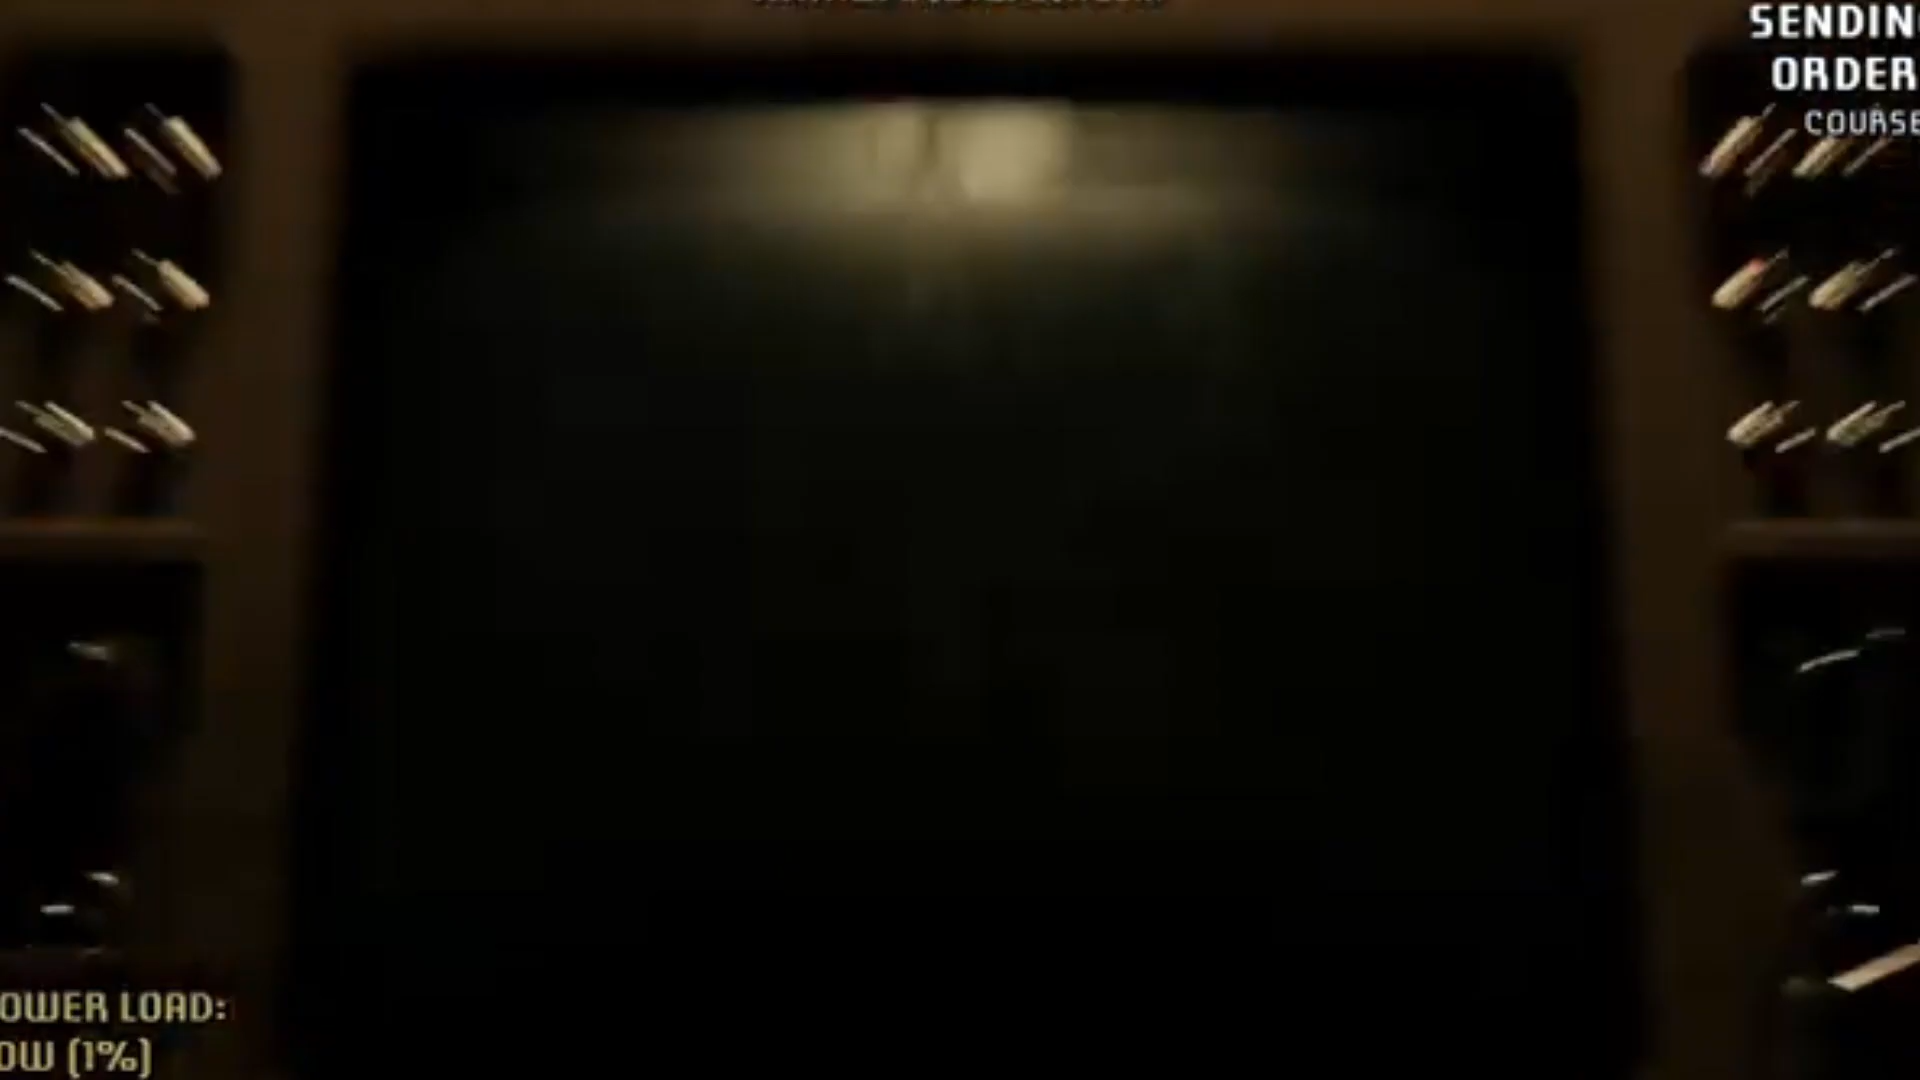 SENDIN
ORDER
COURSE
OWER LOAD:
OW (1%)